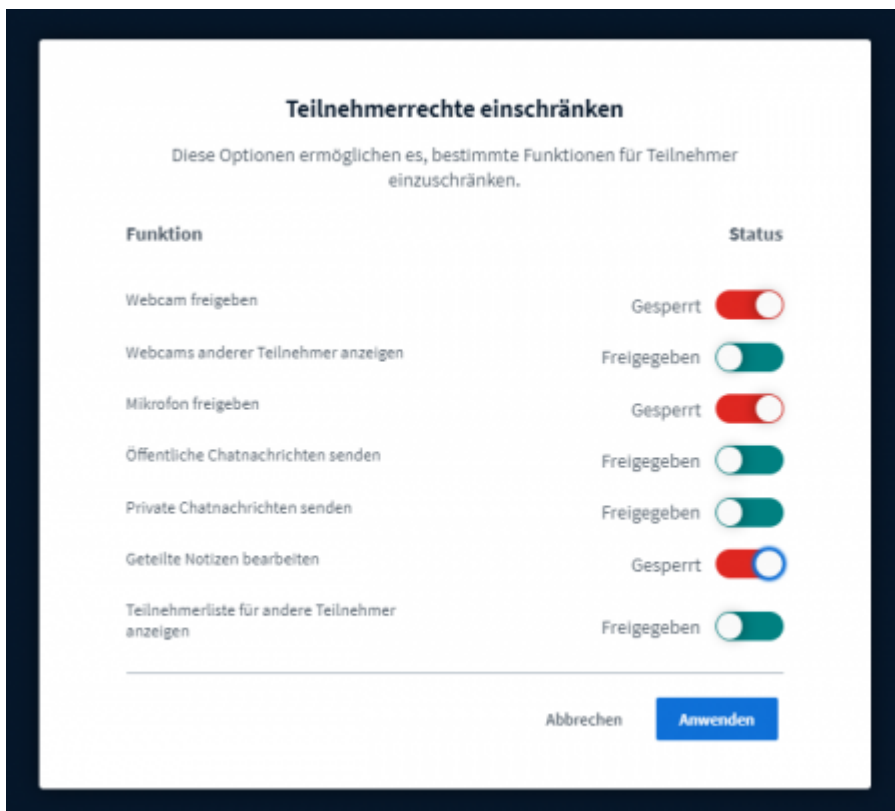 Teilnehmerrechte einschränken
Diese Optionen ermöglichen es, bestimmte Funktionen für Teilnehmer
einzuschränken.
Funktion Status
Webcam freigeben Gesperrt
Webcams anderer Teilnehmer anzeigen Freigegeben
Mikrofon freigeben Gesperrt
Öffentliche Chatnachrichten senden Freigegeben
Private Chatnachrichten senden Freigegeben
Geteilte Notizen bearbeiten Gesperrt
Teilnehmerliste für andere Teilnehmer
anzeigen Freigegeben
Abbrechen Anwenden